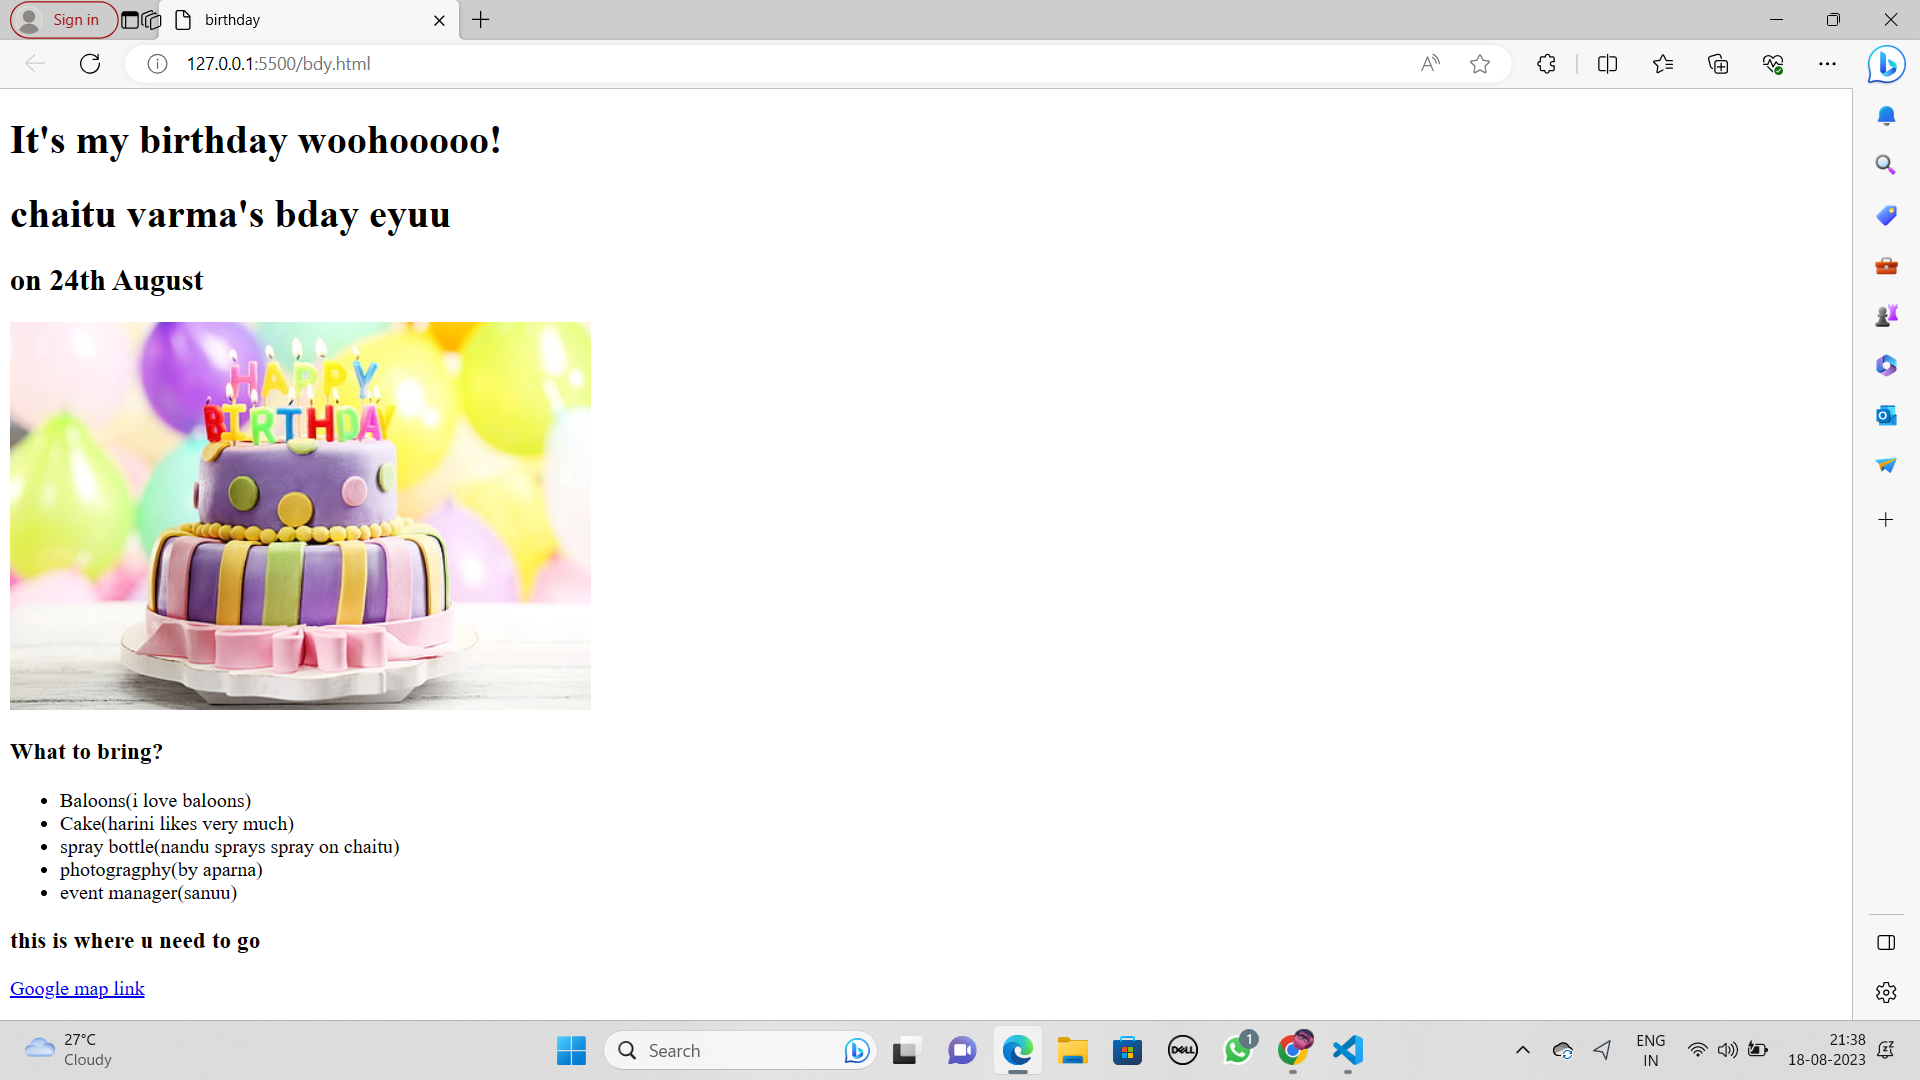 Sign in
birthday
127.0.0.1:5500/bdy.html
It's my birthday woohooooo!
chaitu varma's bday eyuu
on 24th August
HAPPY
BIRTHDAY
What to bring?
Baloons(i love baloons)
Cake(harini likes very much)
spray bottle(nandu sprays spray on chaitu)
photogragphy(by aparna)
event manager(sanuu)
this is where u need to go
Google map link
27°C
Cloudy
Search
DELL
1
ENG
IN
21:38
18-08-2023